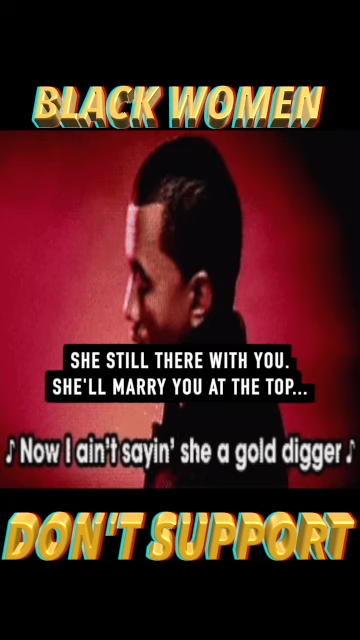 BLACK WOMEN
SHE STILL THERE WITH YOU.
SHE'LL MARRY YOU AT THE TOP...
♪ Now I ain't sayin' she a gold digger ♪
DON'T SUPPORT